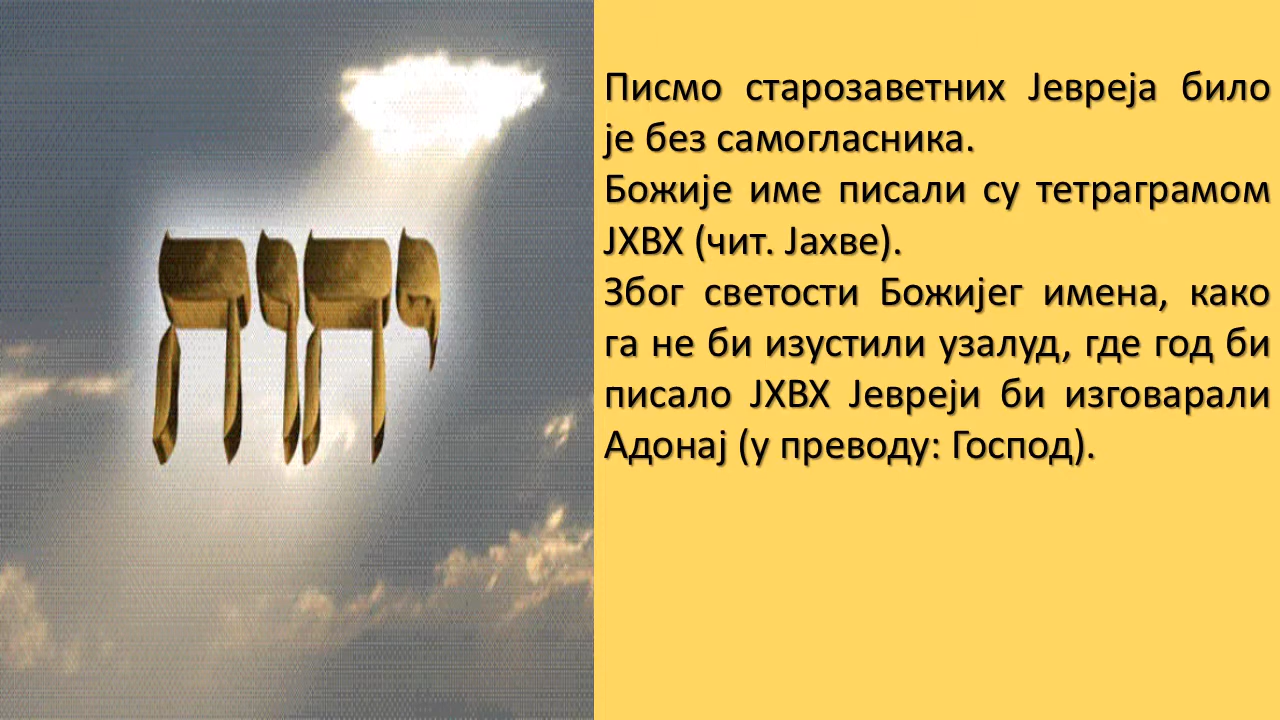 יהוה
Писмо старозаветних Јевреја било
је без самогласника.
Божије име писали су тетраграмом
ЈХВХ (чит. Јахве).
Због светости Божијег имена, како
га не би изустили узалуд, где год би
писало ЈХВХ Јевреји би изговарали
Адонај (у преводу: Господ).